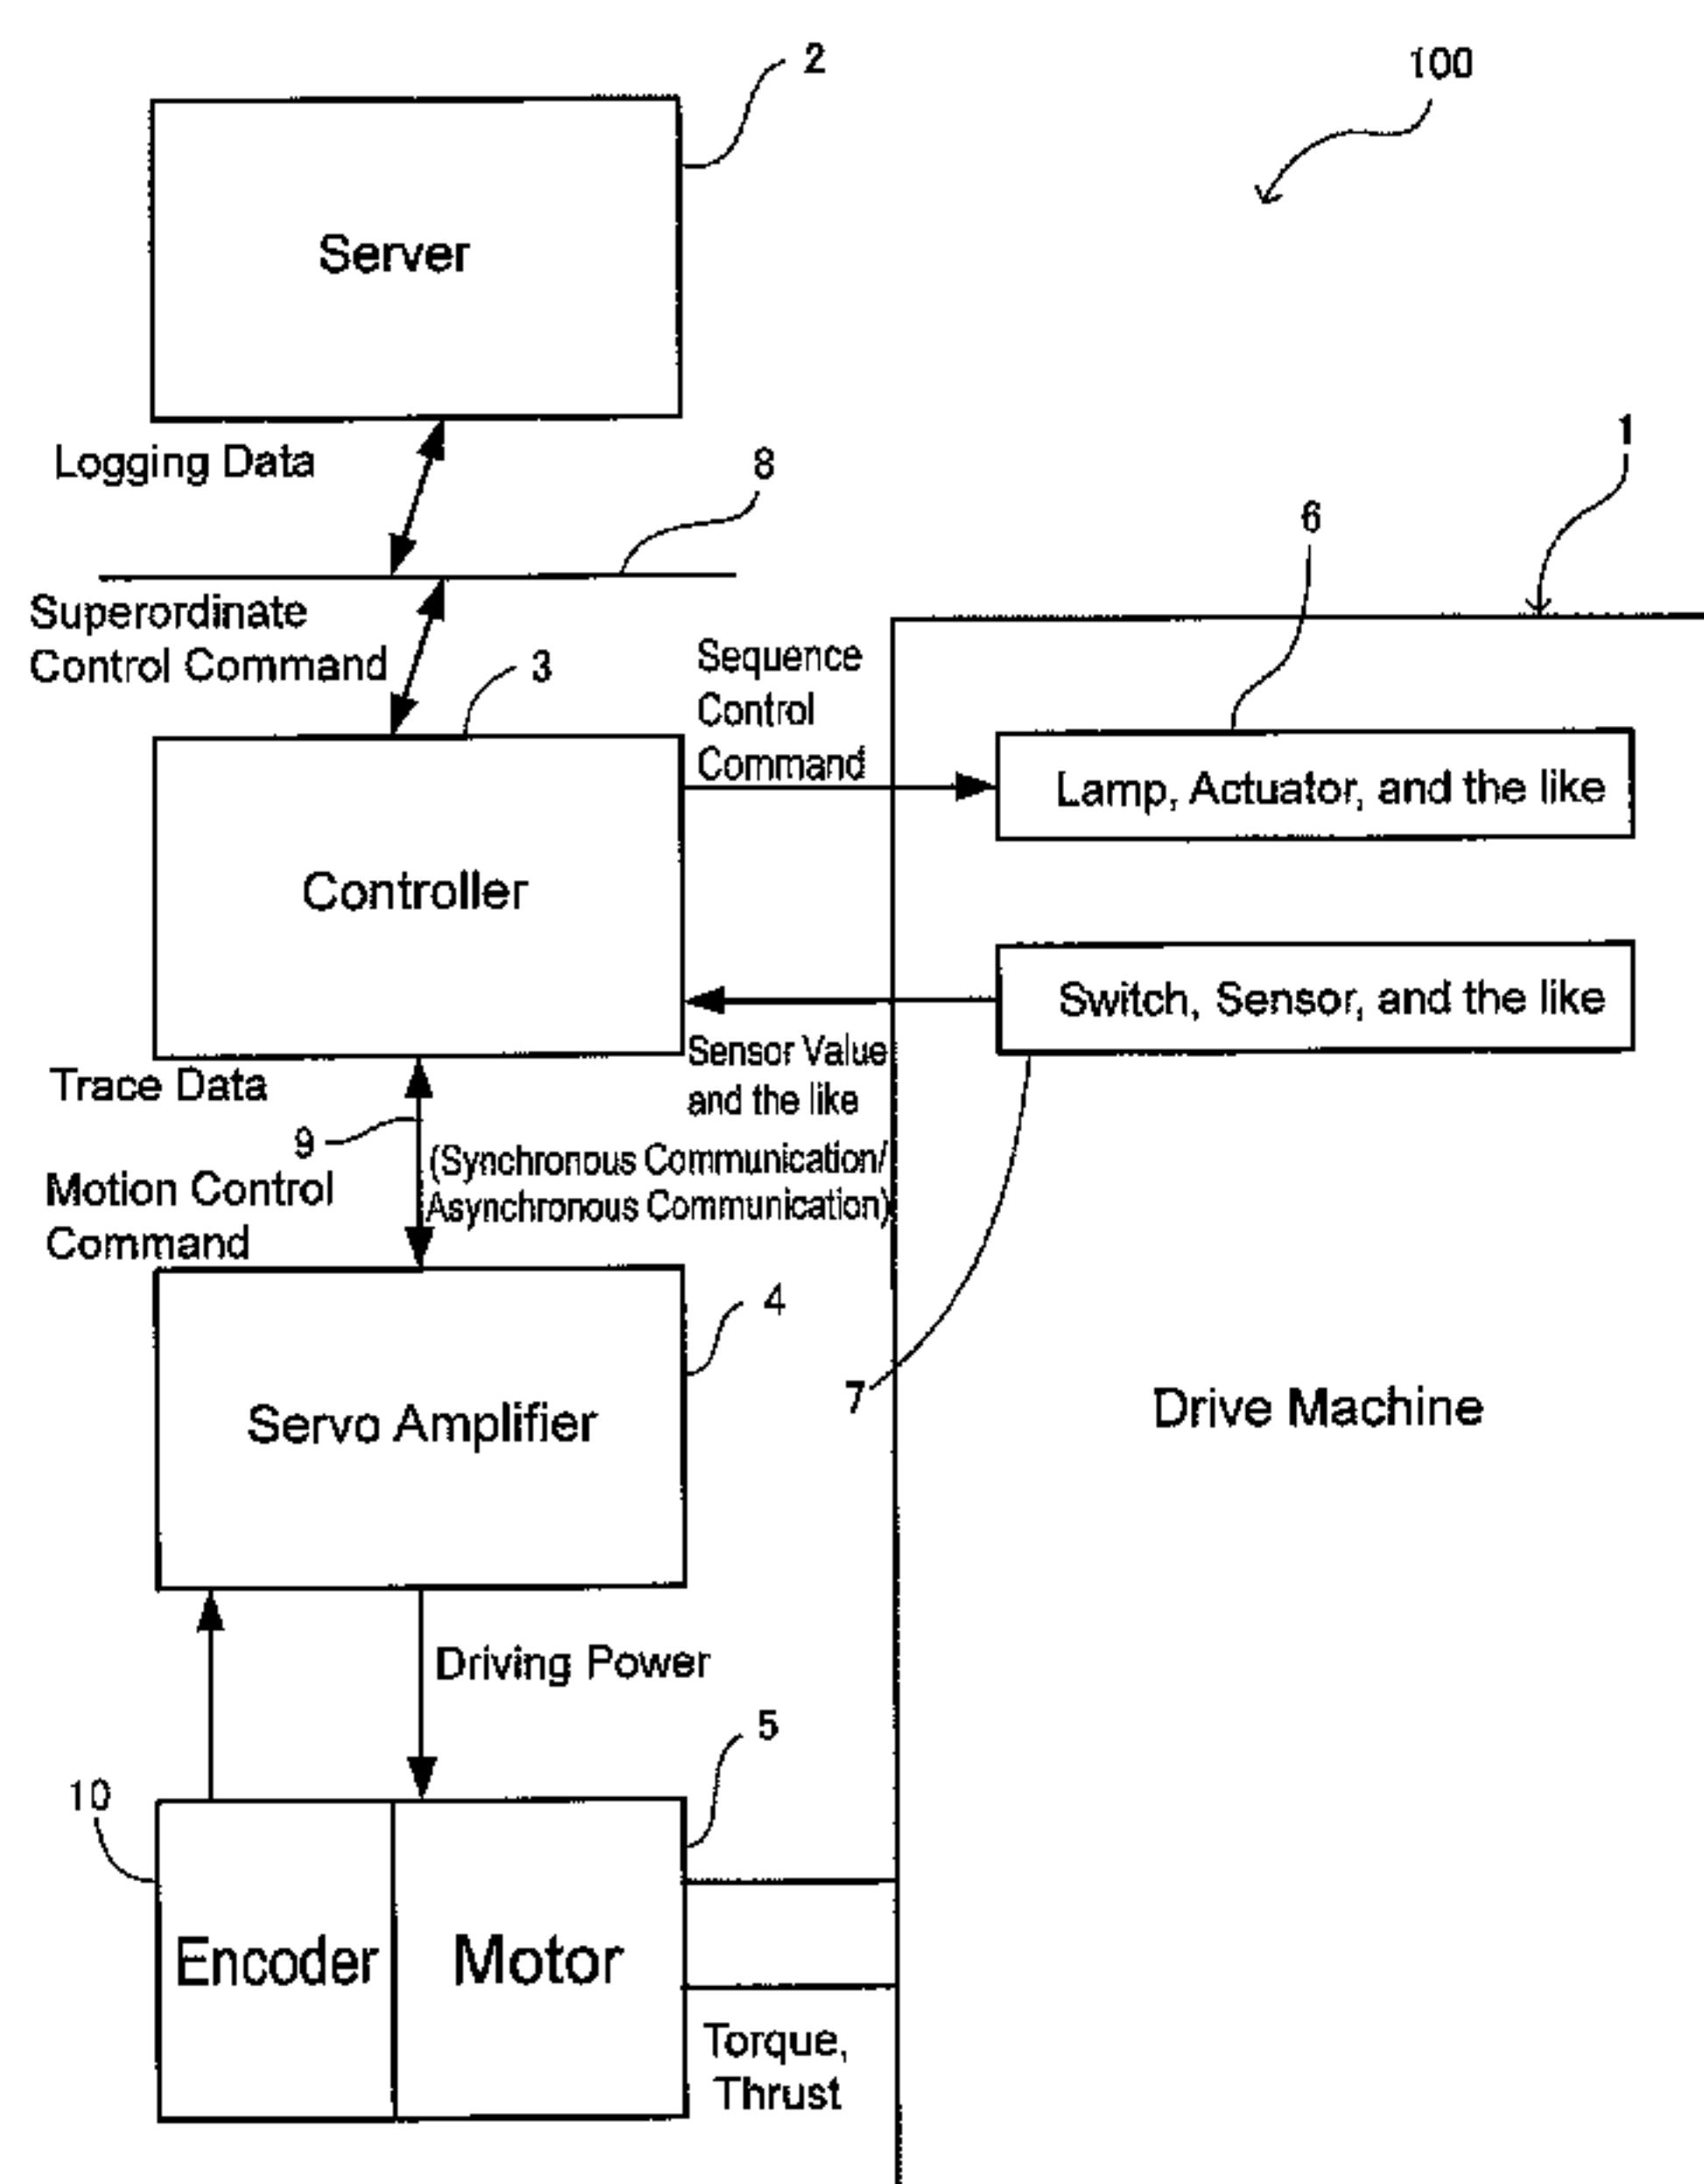 2
100
Server
Logging Data
8
1
6
Superordinate
Control Command
3
Sequence
Control
Command
Lamp, Actuator, and the like
Controller
Switch, Sensor, and the like
Sensor Value
and the like
Trace Data
9
(Synchronous Communication/
Asynchronous Communication)
Motion Control
Command
4
7
Drive Machine
Servo Amplifier
Driving Power
5
10
Encoder
Motor
Torque,
Thrust